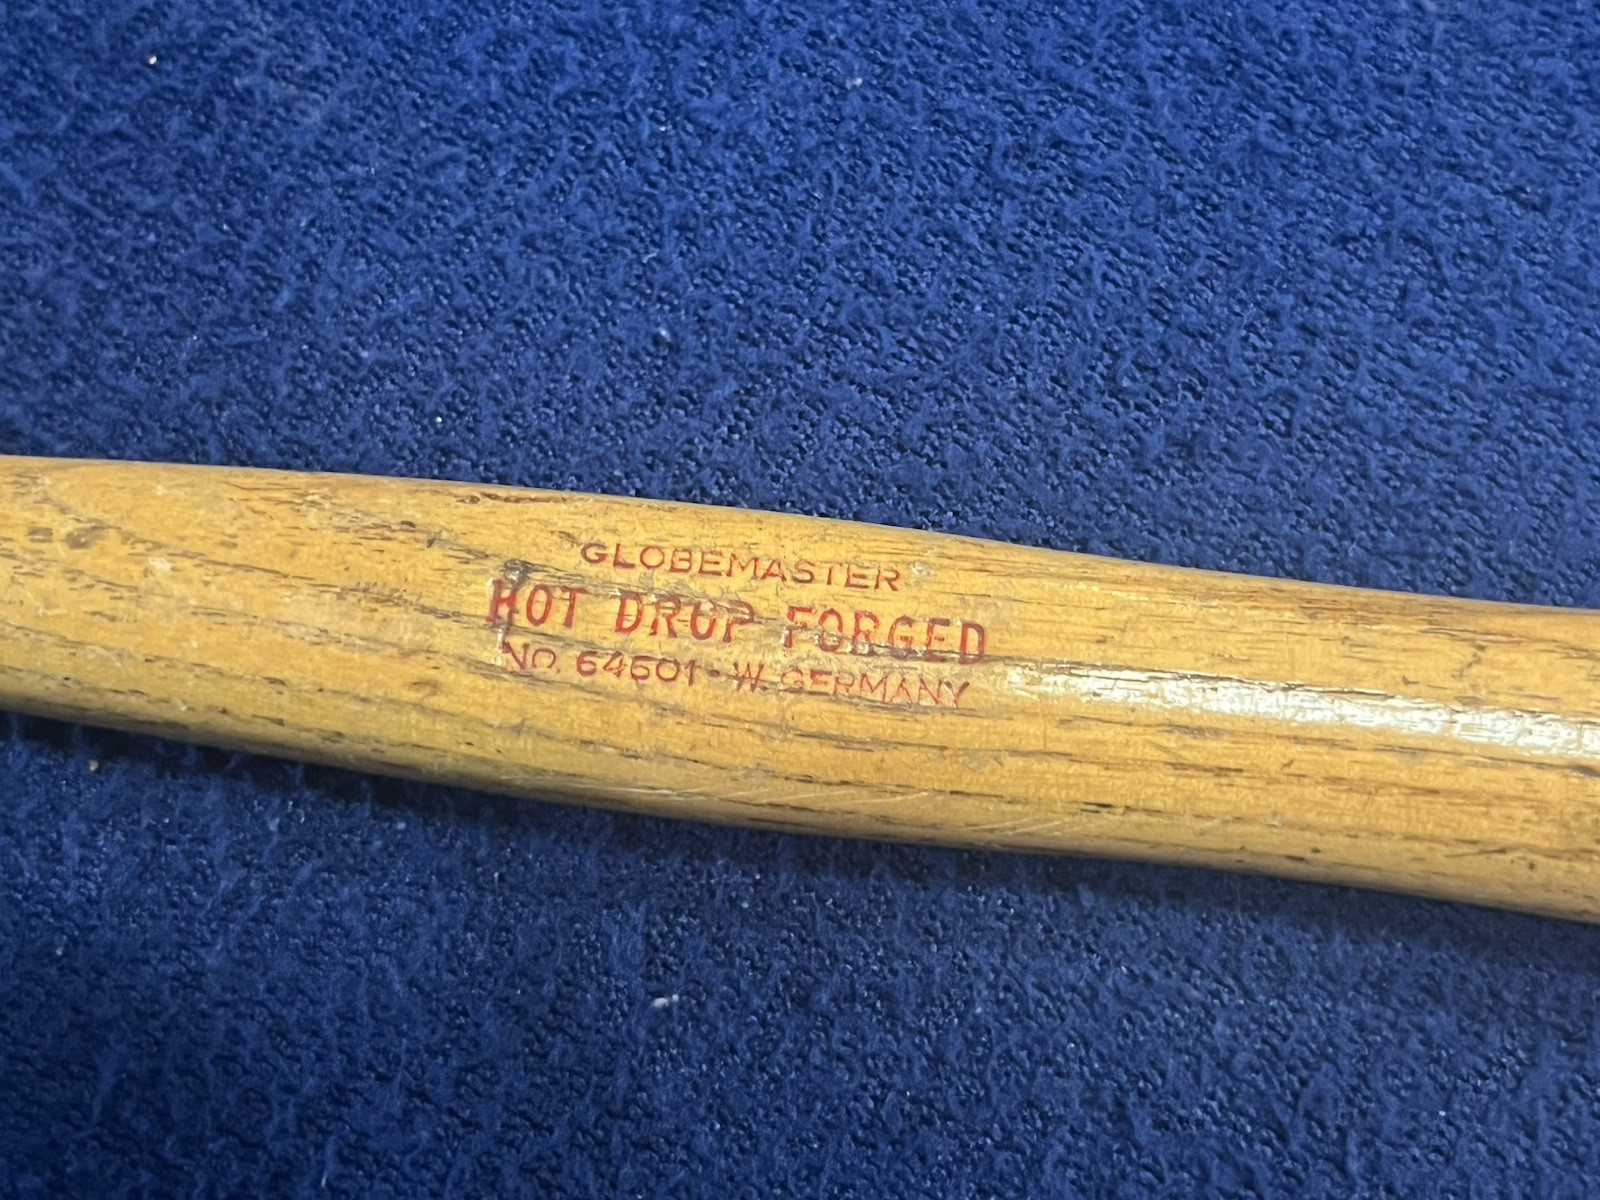 GLOBEMASTER
HOT DROP FORGED
NO. 64601 - W. GERMANY